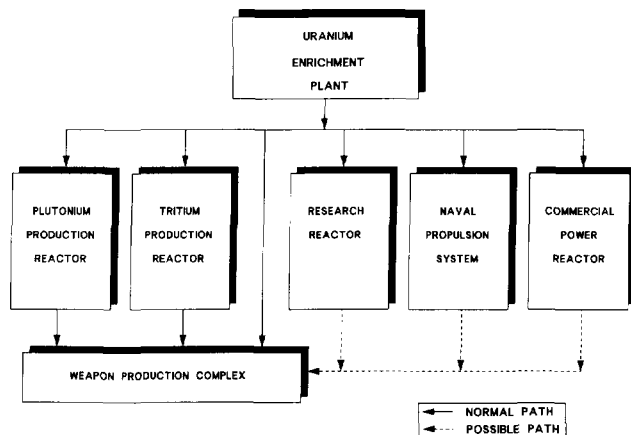 URANIUM
ENRICHMENT
PLANT
PLUTONIUM
PRODUCTION
REACTOR
TRITIUM
PRODUCTION
REACTOR
RESEARCH
REACTOR
NAVAL
PROPULSION
SYSTEM
COMMERCIAL
POWER
REACTOR
WEAPON PRODUCTION COMPLEX
NORMAL PATH
POSSIBLE PATH